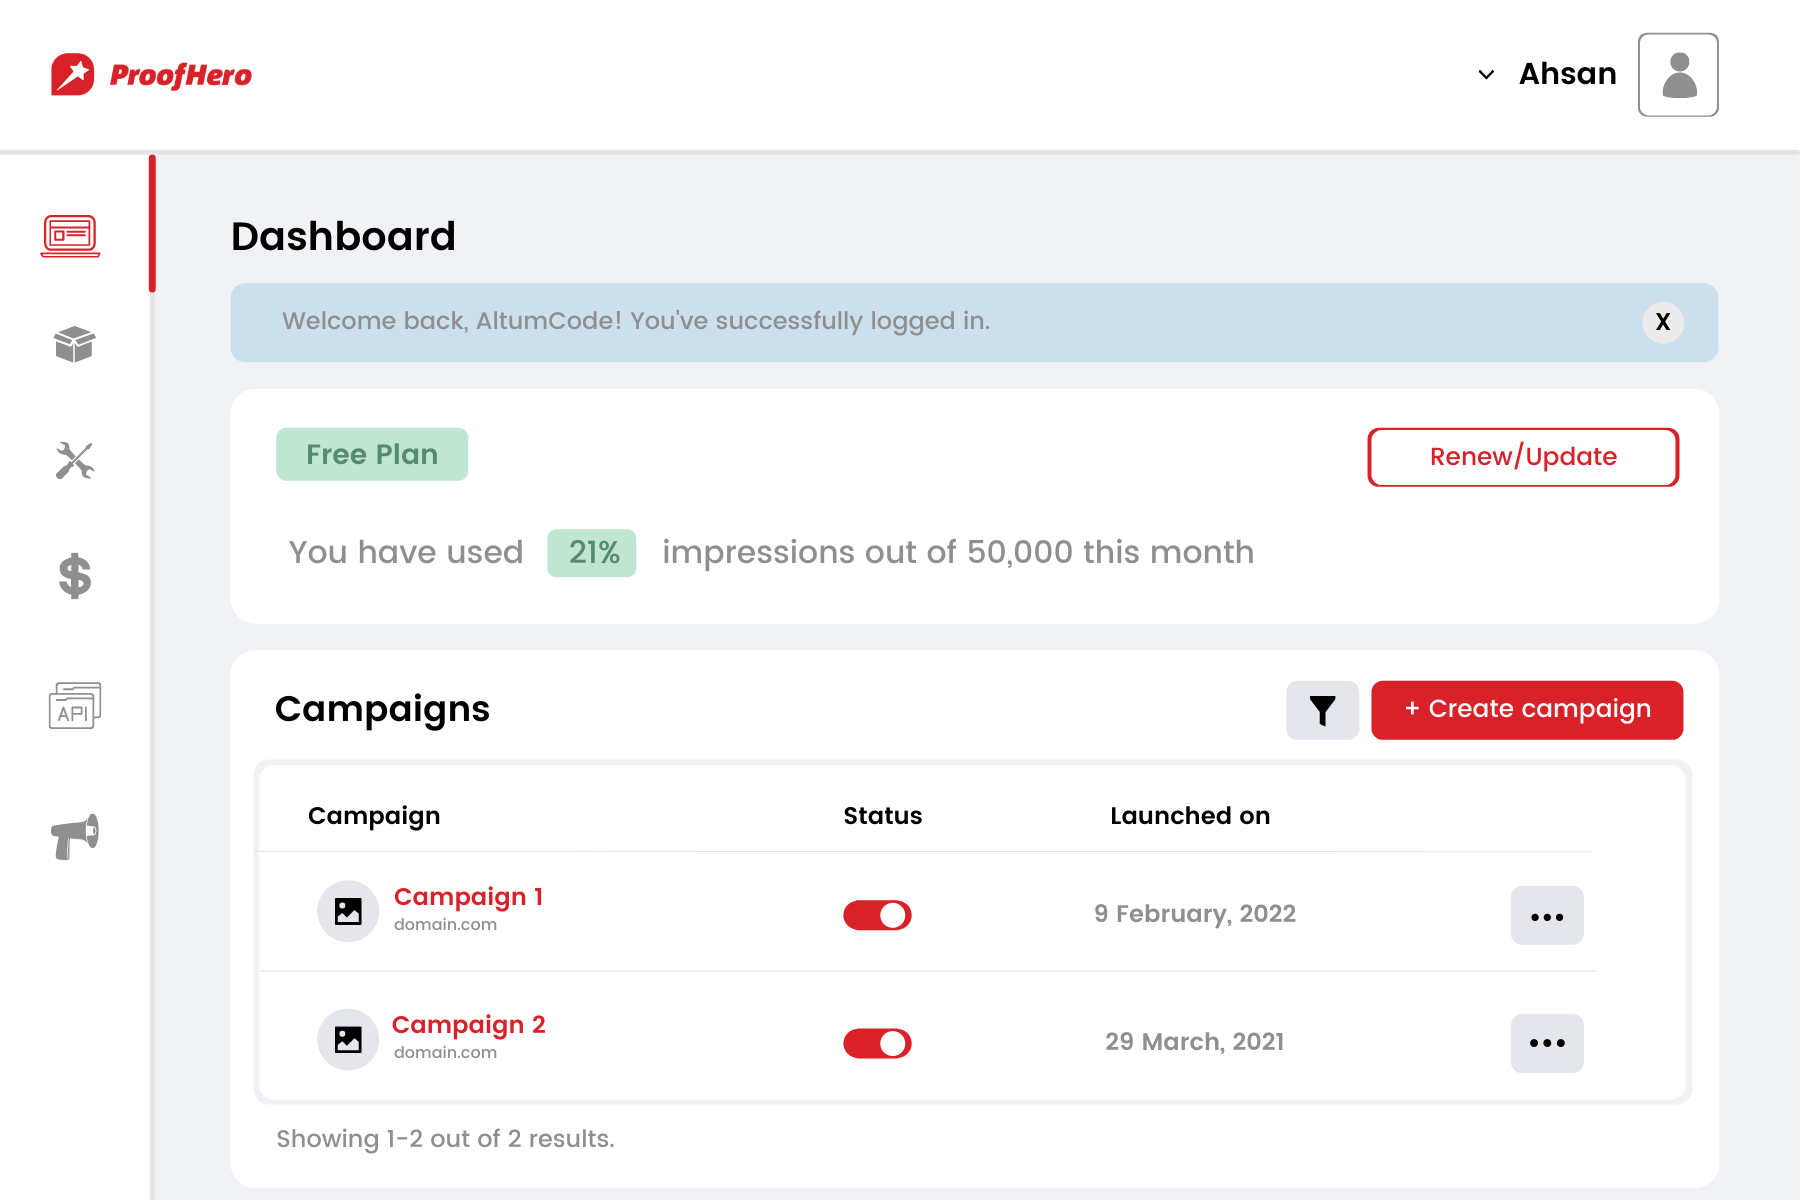 ProofHero
Ahsan
Dashboard
Welcome back, AltumCode! You've successfully logged in.
X
Free Plan
Renew/Update
You have used 21% impressions out of 50,000 this month
Campaigns
+ Create campaign
Campaign Status Launched on
Campaign 1
domain.com
9 February, 2022
API
Campaign 2
domain.com
29 March, 2021
Showing 1-2 out of 2 results.